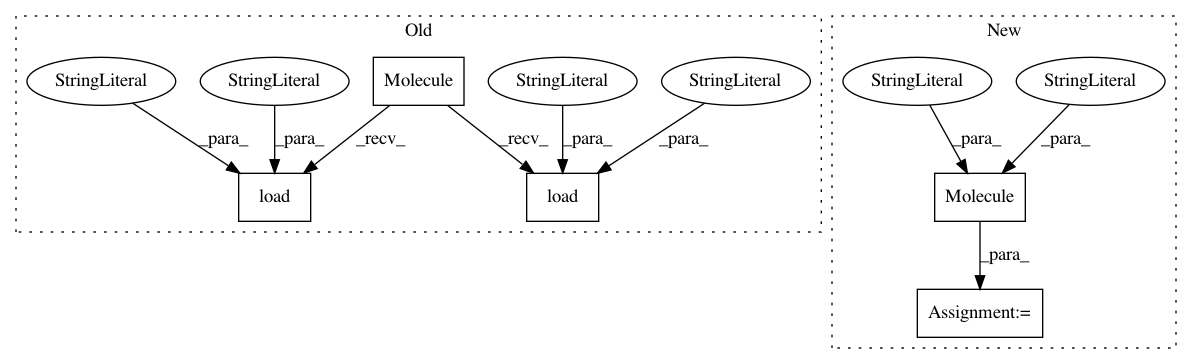 Old
New
StringLiteral
StringLiteral
Molecule
StringLiteral
StringLiteral
StringLiteral
StringLiteral
_para_
_para_
_recv_
_recv_
_para_
_para_
_para_
_para_
load
load
Molecule
_para_
Assignment:=